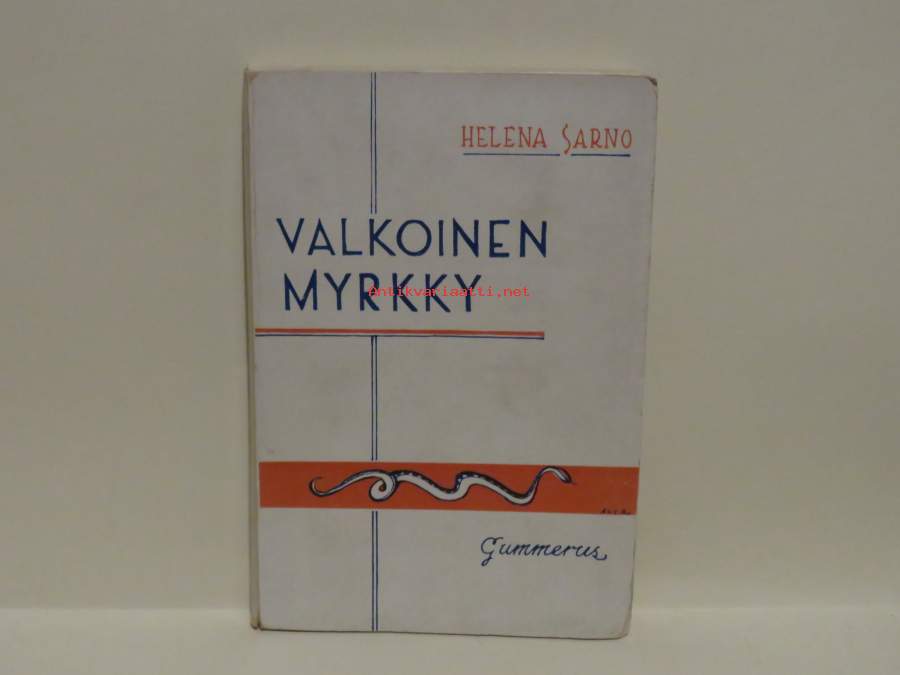 HELENA SARNO
VALKOINEN
MYRKKY
Antikvariaatti.net
Gummerus